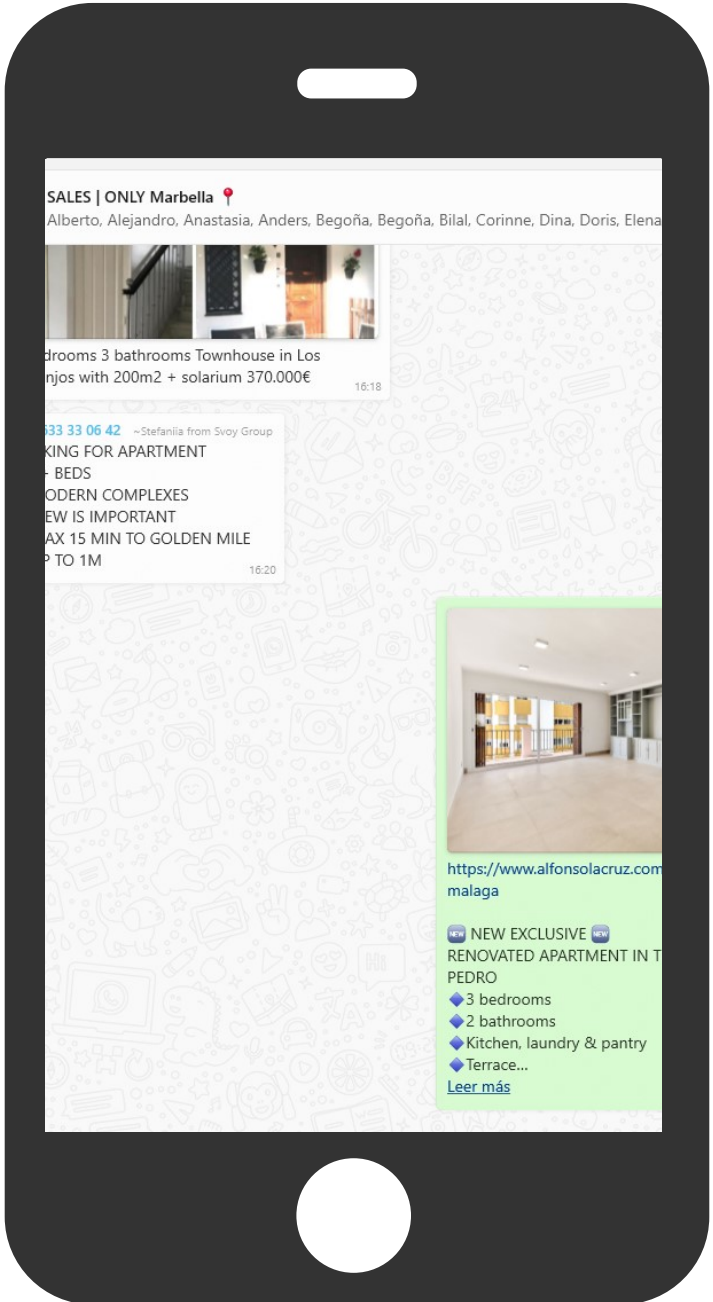 SALES | ONLY Marbella
Alberto, Alejandro, Anastasia, Anders, Begoña, Begoña, Bilal, Corinne, Dina, Doris, Elena
drooms 3 bathrooms Townhouse in Los
njos with 200m2 + solarium 370.000€
16:18
633 33 06 42 ~Stefaniia from Svoy Group
KING FOR APARTMENT
+ BEDS
ODERN COMPLEXES
EW IS IMPORTANT
AX 15 MIN TO GOLDEN MILE
P TO 1M
16:20
https://www.alfonsolacruz.com
malaga
NEW NEW EXCLUSIVE NEW
RENOVATED APARTMENT IN T
PEDRO
3 bedrooms
2 bathrooms
Kitchen, laundry & pantry
Terrace...
Leer más